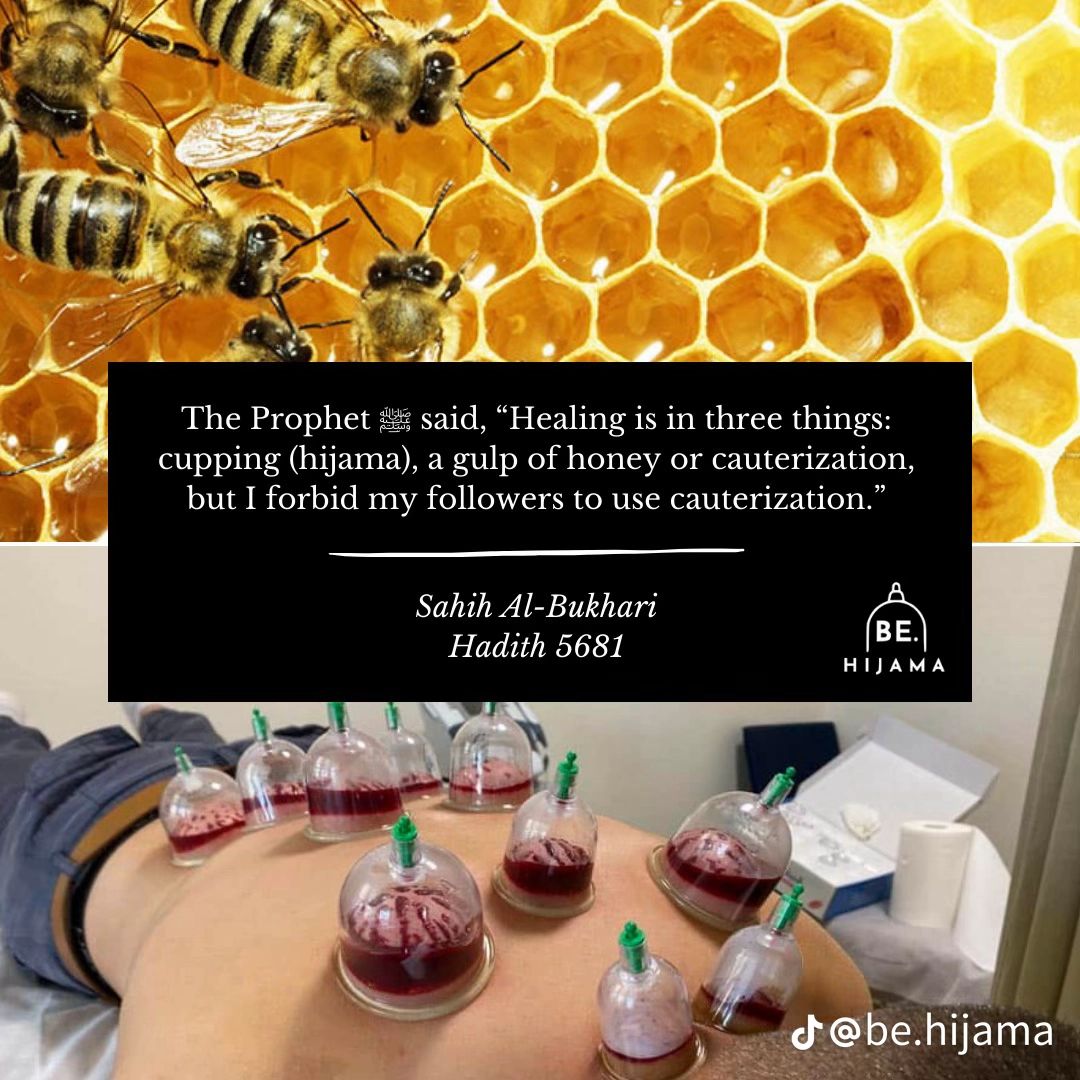 The Prophet ﷺ said, “Healing is in three things:
cupping (hijama), a gulp of honey or cauterization,
but I forbid my followers to use cauterization.”
Sahih Al-Bukhari
Hadith 5681
BE.
HIJAMA
@be.hijama